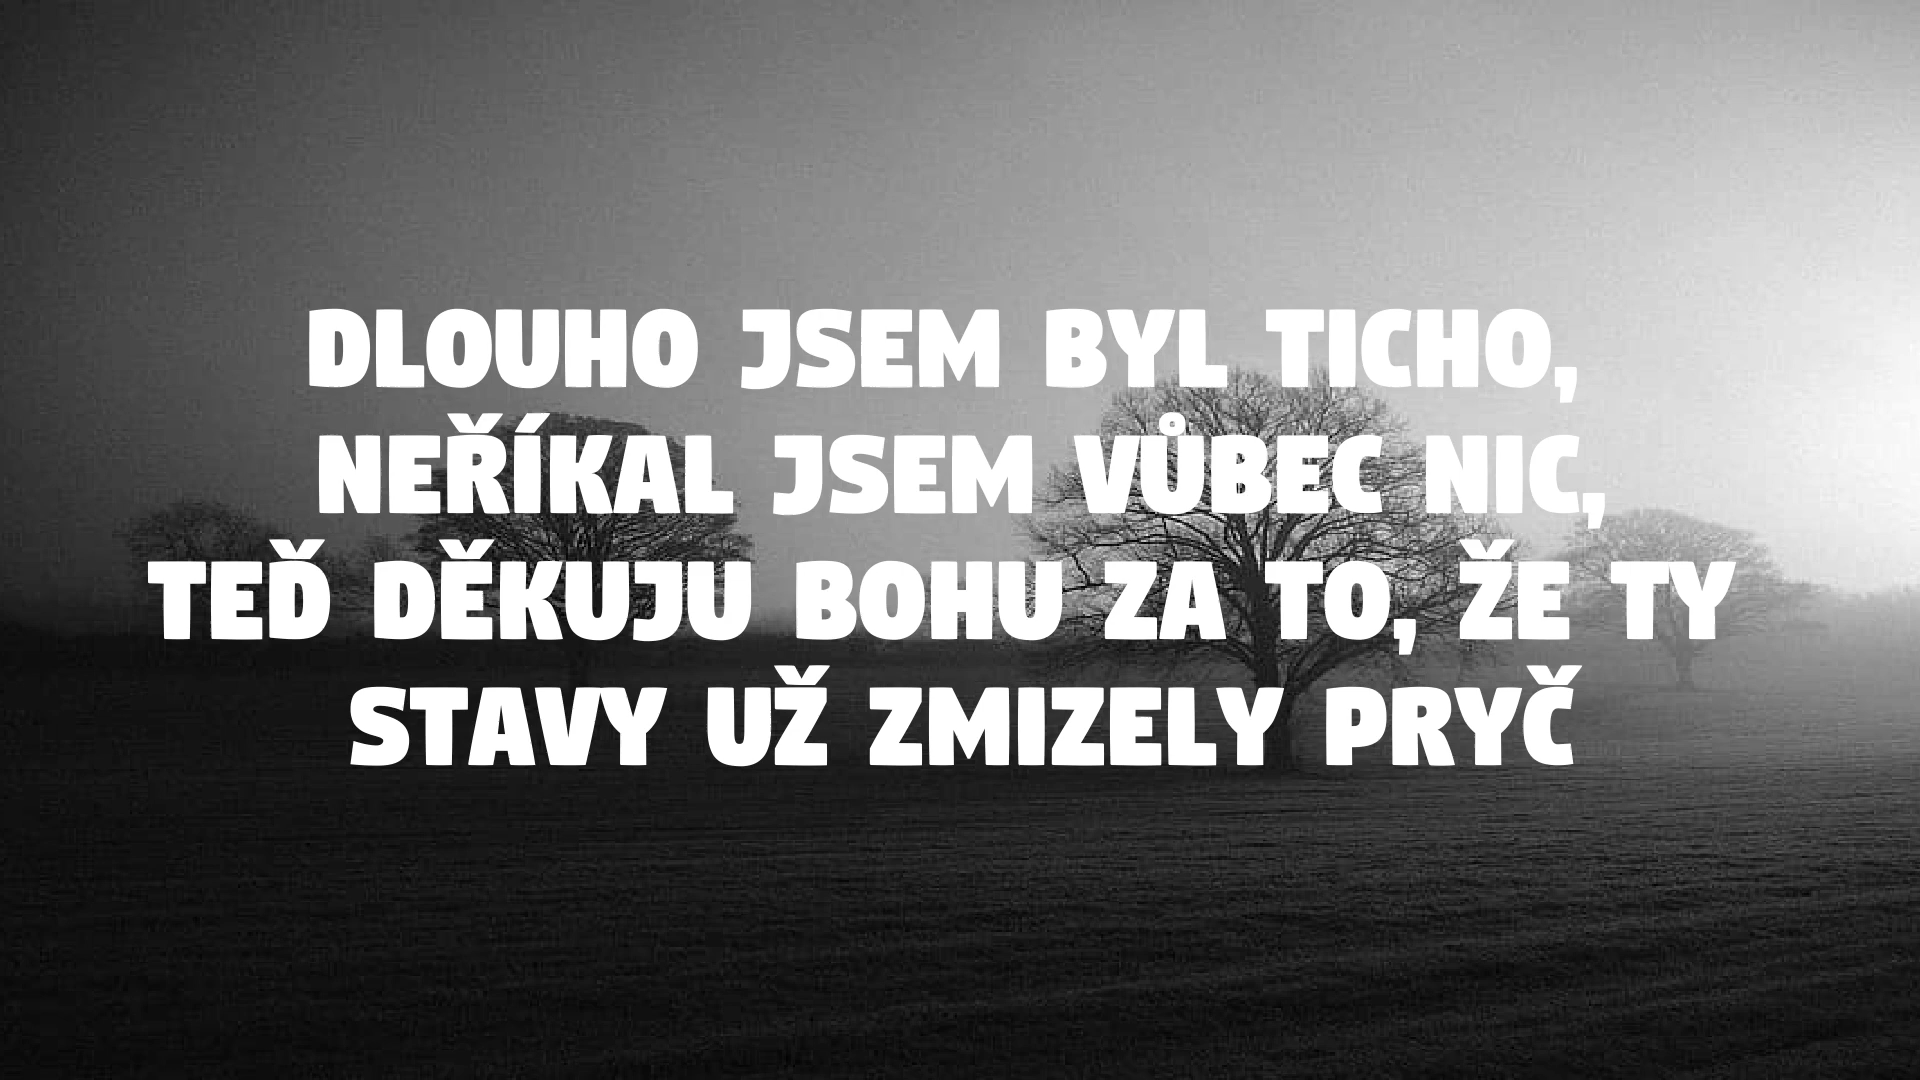 DLOUHO JSEM BYL TICHO,
NEŘÍKAL JSEM VŮBEC NIC,
TEĎ DĚKUJU BOHU ZA TO, ŽE TY
STAVY UŽ ZMIZELY PRYČ